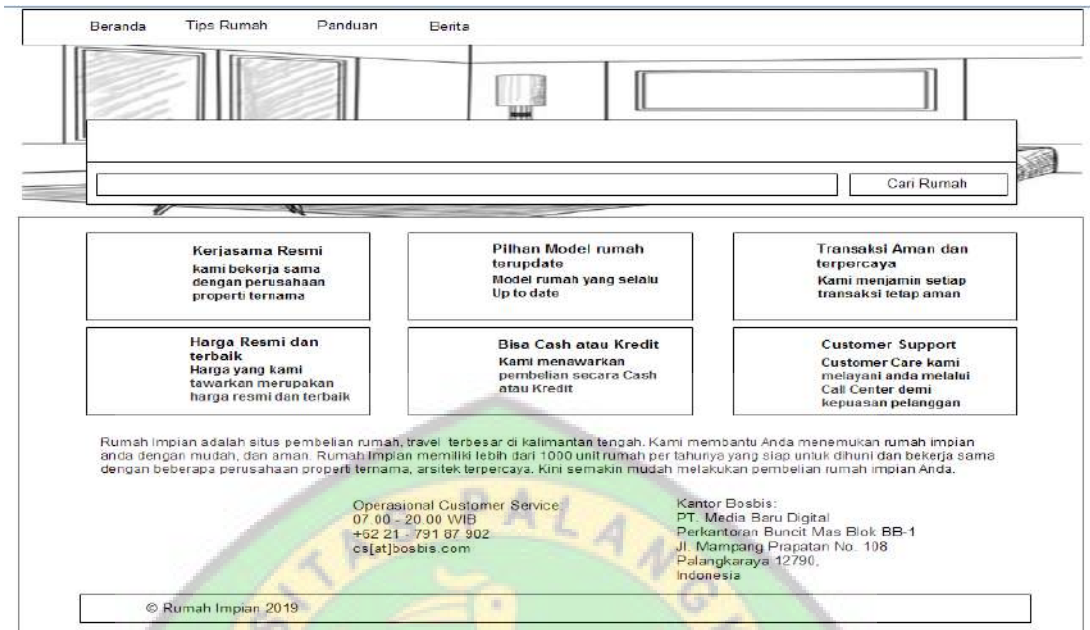 Beranda Tips Rumah Panduan Berita
Cari Rumah
Kerjasama Resmi
kami bekerja sama
dengan perusahaan
properti ternama
Pilhan Model rumah
terupdate
Model rumah yang selalu
Up to date
Transaksi Aman dan
terpercaya
Kami menjamin setiap
transaksi tetap aman
Harga Resmi dan
terbaik
Harga yang kami
tawarkan merupakan
harga resmi dan terbaik
Bisa Cash atau Kredit
Kami menawarkan
pembelian secara Cash
atau Kredit
Customer Support
Customer Care kami
melayani anda melalui
Call Center demi
kepuasan pelanggan
Rumah Impian adalah situs pembelian rumah, travel terbesar di kalimantan tengah. Kami membantu Anda menemukan rumah impian
anda dengan mudah, dan aman. Rumah Impian memiliki lebih dari 1000 unit rumah per tahunya yang siap untuk dihuni dan bekerja sama
dengan beberapa perusahaan properti ternama, arsitek terpercaya. Kini semakin mudah melakukan pembelian rumah impian Anda.
Operasional Customer Service:
07.00 - 20.00 WIB
+62 21 - 791 87 902
cs[at]bosbis.com
Kantor Bosbis:
PT. Media Baru Digital
Perkantoran Buncit Mas Blok BB-1
Jl. Mampang Prapatan No. 108
Palangkaraya 12790,
Indonesia
SITAS PALANG
© Rumah Impian 2019